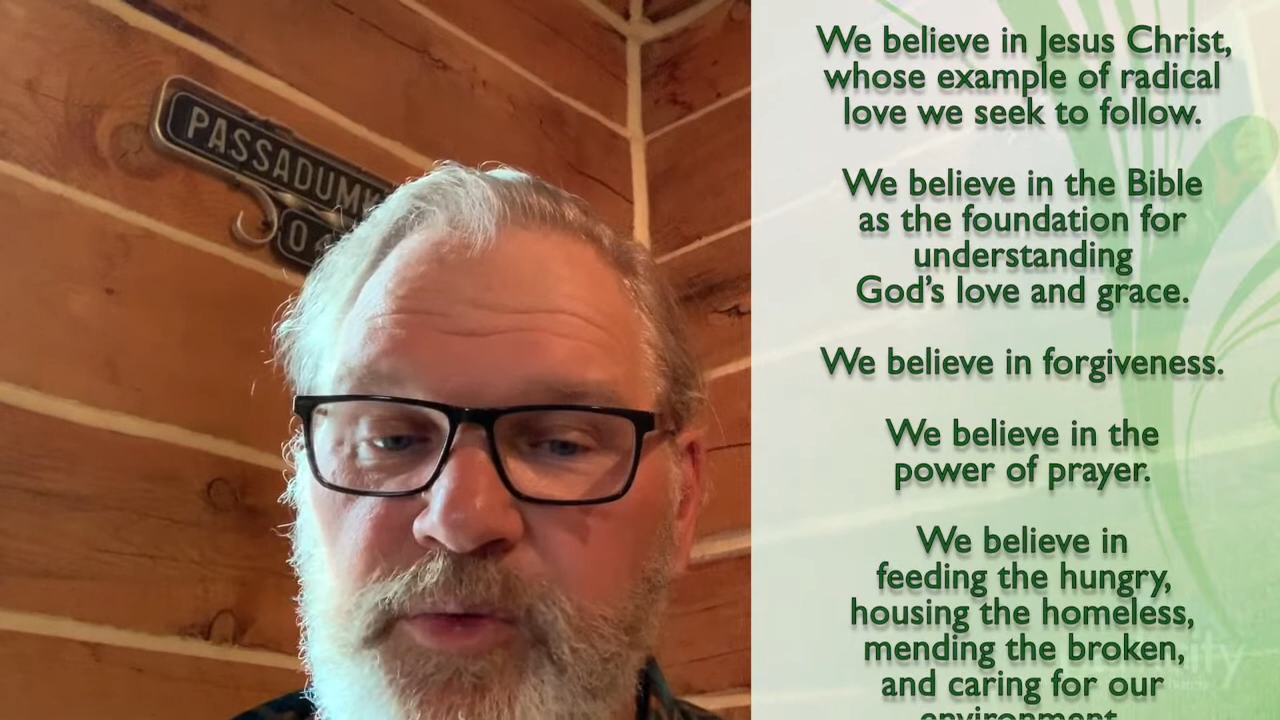 PASSADUMK
04
We believe in Jesus Christ,
whose example of radical
love we seek to follow.
We believe in the Bible
as the foundation for
understanding
God's love and grace.
We believe in forgiveness.
We believe in the
power of prayer.
We believe in
feeding the hungry,
housing the homeless,
mending the broken,
and caring for our
environment